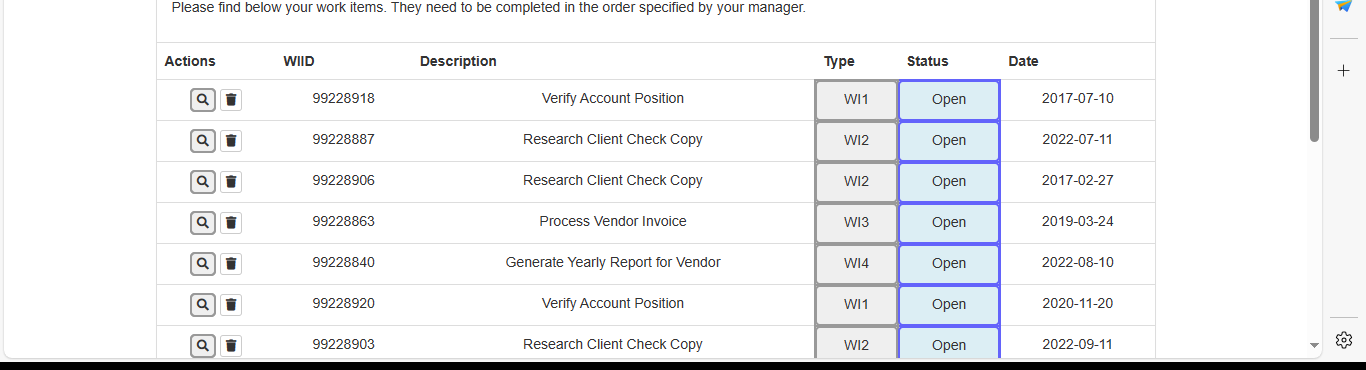 Please find below your work items. They need to be completed in the order specified by your manager.
Actions WIID Description Type Status Date
99228918 Verify Account Position WI1 Open 2017-07-10
99228887 Research Client Check Copy WI2 Open 2022-07-11
99228906 Research Client Check Copy WI2 Open 2017-02-27
99228863 Process Vendor Invoice WI3 Open 2019-03-24
99228840 Generate Yearly Report for Vendor WI4 Open 2022-08-10
99228920 Verify Account Position WI1 Open 2020-11-20
99228903 Research Client Check Copy WI2 Open 2022-09-11